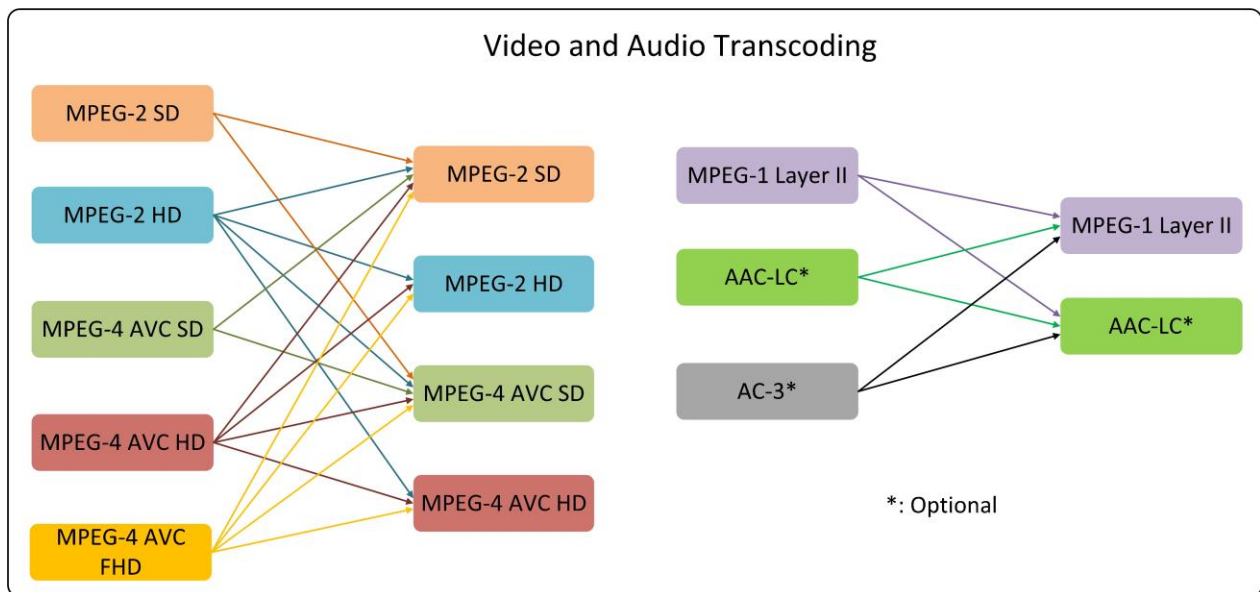 Video and Audio Transcoding
MPEG-2 SD
MPEG-2 HD
MPEG-4 AVC SD
MPEG-4 AVC HD
MPEG-4 AVC
FHD
MPEG-2 SD
MPEG-2 HD
MPEG-4 AVC SD
MPEG-4 AVC HD
MPEG-1 Layer II
AAC-LC*
AC-3*
MPEG-1 Layer II
AAC-LC*
*: Optional